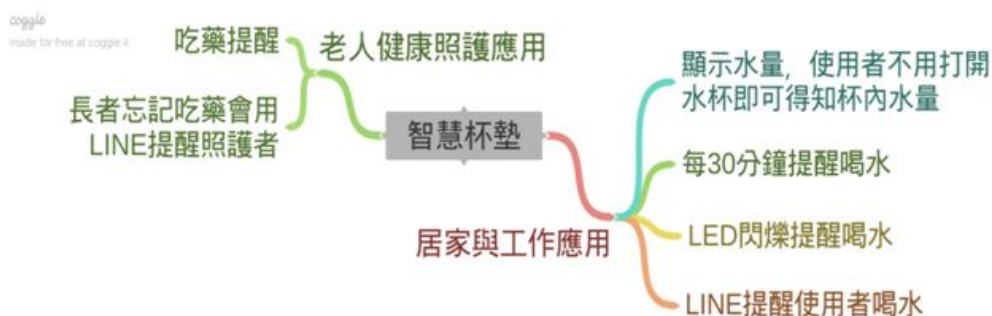 coggle
made for free at coggle.it
吃藥提醒
老人健康照護應用
長者忘記吃藥會用
LINE提醒照護者
智慧杯墊
居家與工作應用
顯示水量，使用者不用打開
水杯即可得知杯內水量
每30分鐘提醒喝水
LED閃爍提醒喝水
LINE提醒使用者喝水